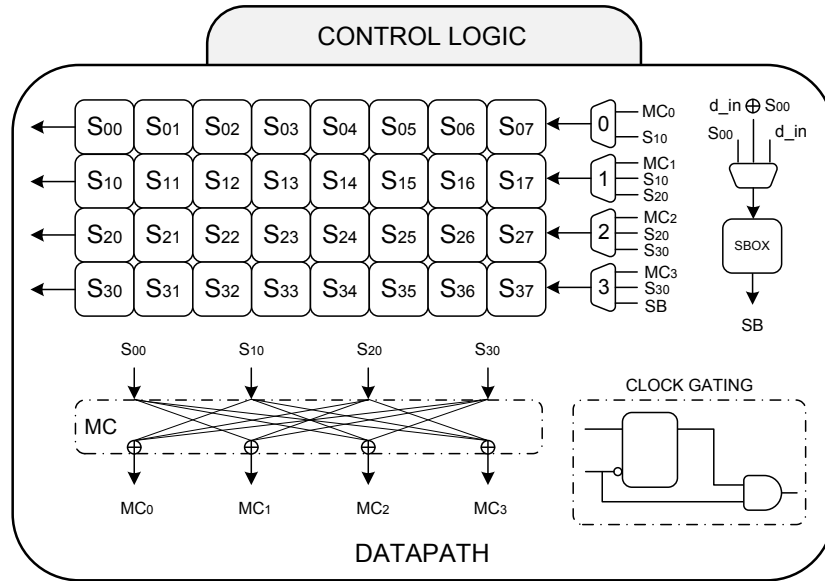 CONTROL LOGIC
S00 S01 S02 S03 S04 S05 S06 S07
S10 S11 S12 S13 S14 S15 S16 S17
S20 S21 S22 S23 S24 S25 S26 S27
S30 S31 S32 S33 S34 S35 S36 S37
0
MC0
S10
1
MC1
S10
S20
2
MC2
S20
S30
3
MC3
S30
SB
d_in ⊕ S00
S00
d_in
SBOX
SB
S00 S10 S20 S30
MC
MC0 MC1 MC2 MC3
CLOCK GATING
DATAPATH